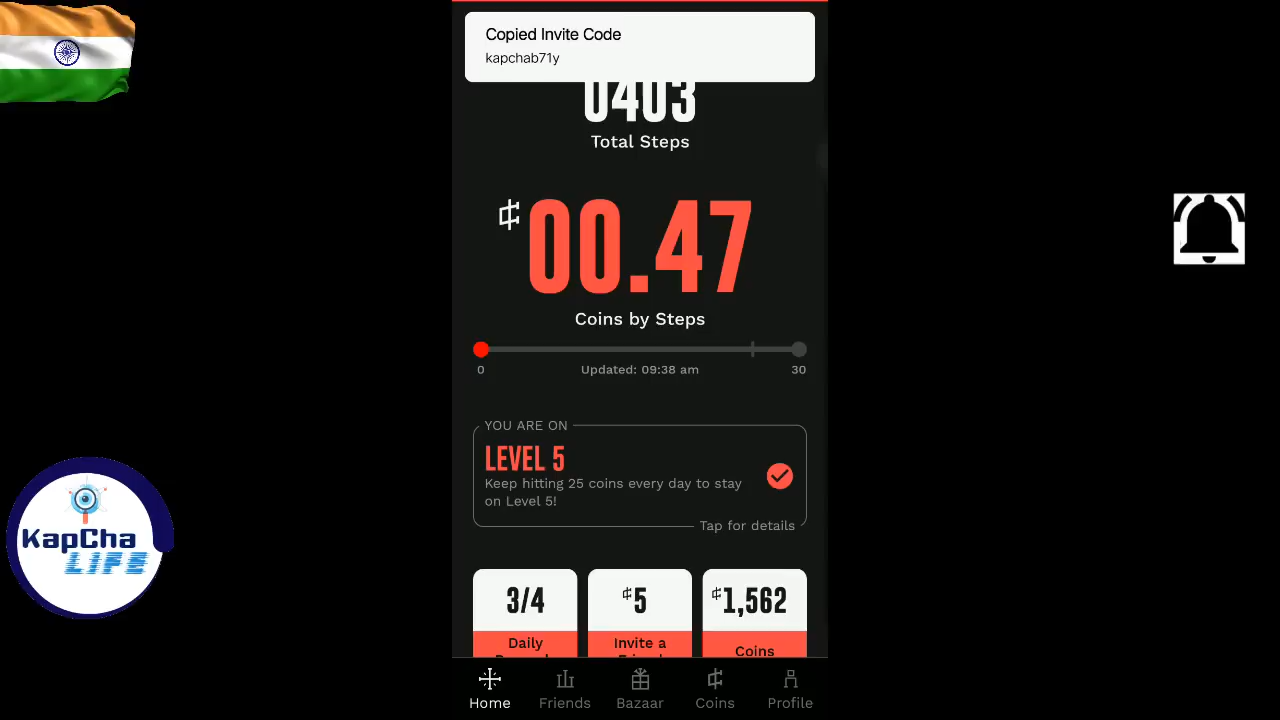 Copied Invite Code
kapchab71y
0403
Total Steps
₵00.47
Coins by Steps
0
Updated: 09:38 am
30
YOU ARE ON
LEVEL 5
Keep hitting 25 coins every day to stay
on Level 5!
Tap for details
3/4
₵5
₵1,562
Daily
Invite a
Coins
Home
Friends
Bazaar
Coins
Profile
KapCha
LIFE